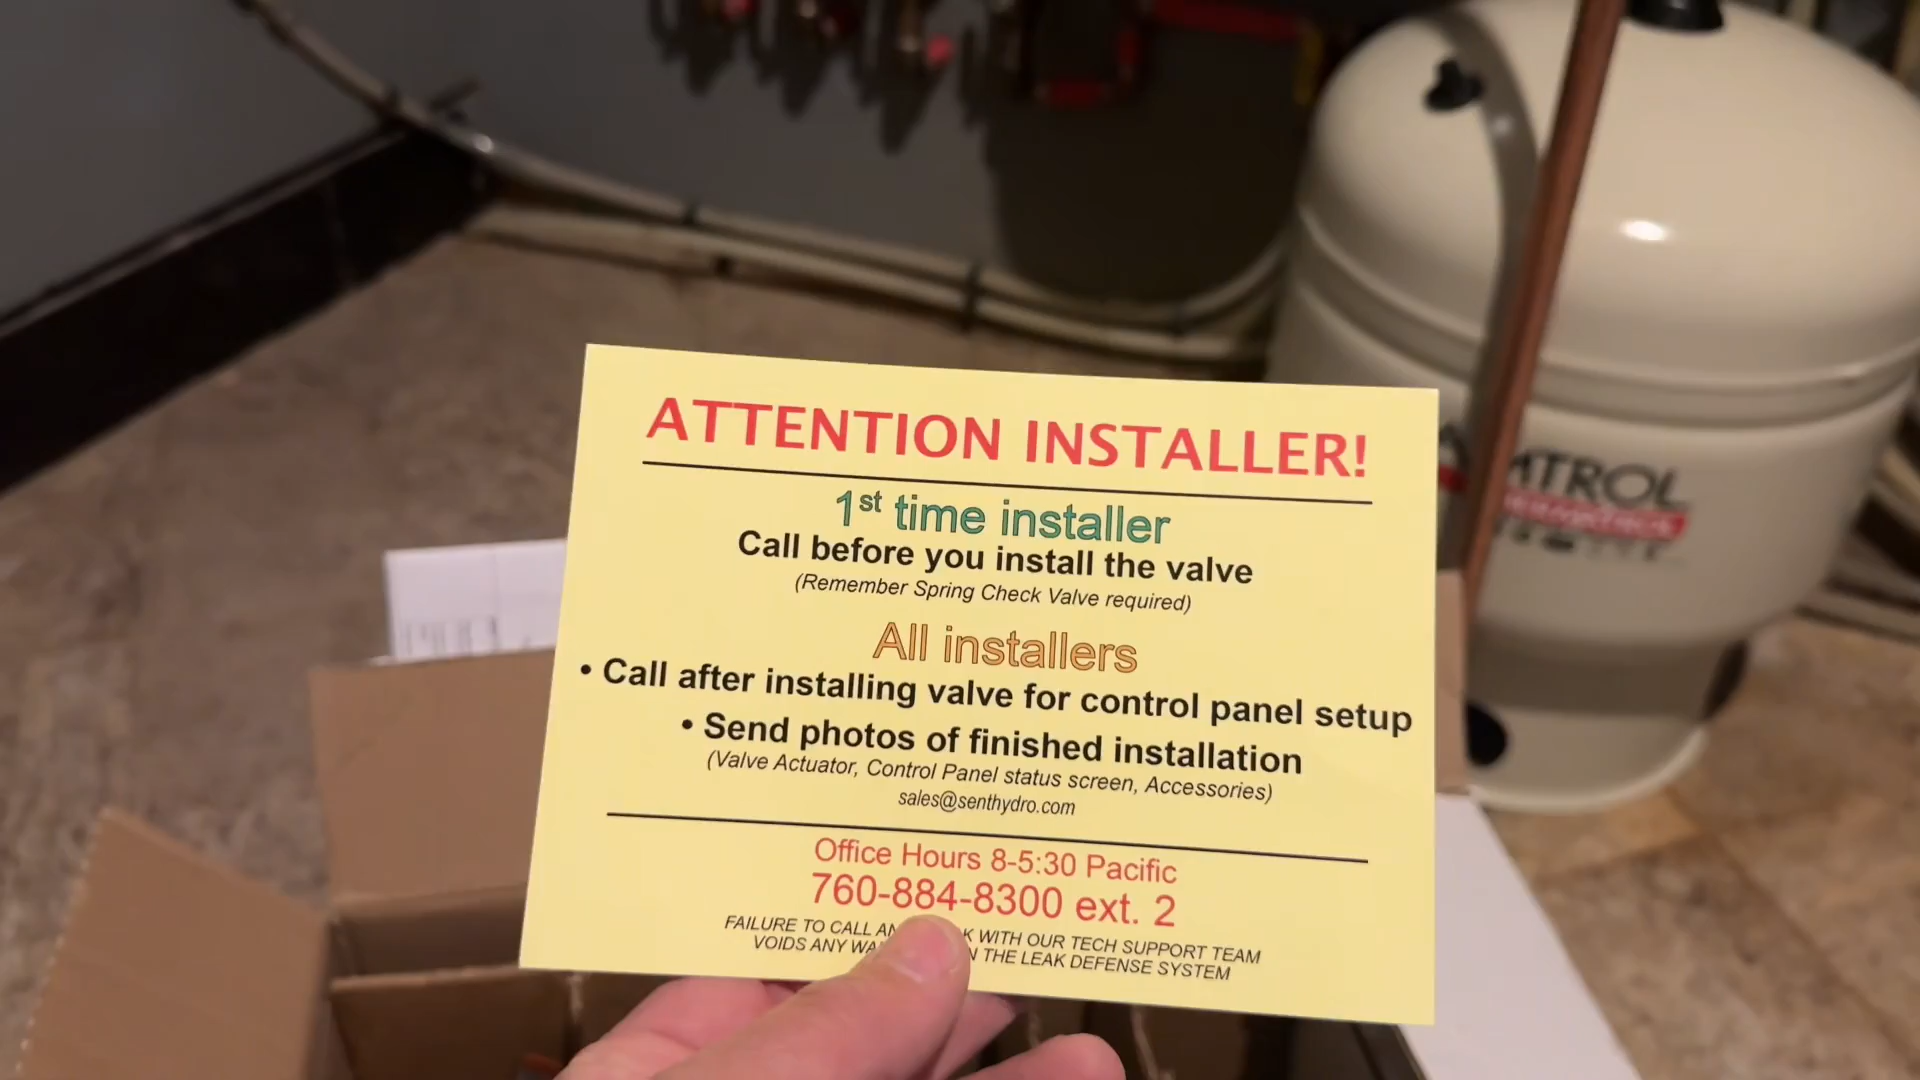 ATTENTION INSTALLER!
1st time installer
Call before you install the valve
(Remember Spring Check Valve required)
All installers
• Call after installing valve for control panel setup
• Send photos of finished installation
(Valve Actuator, Control Panel status screen, Accessories)
sales@senthydro.com
Office Hours 8-5:30 Pacific
760-884-8300 ext. 2
FAILURE TO CALL WITH OUR TECH SUPPORT TEAM
VOIDS ANY THE LEAK DEFENSE SYSTEM
MTROL